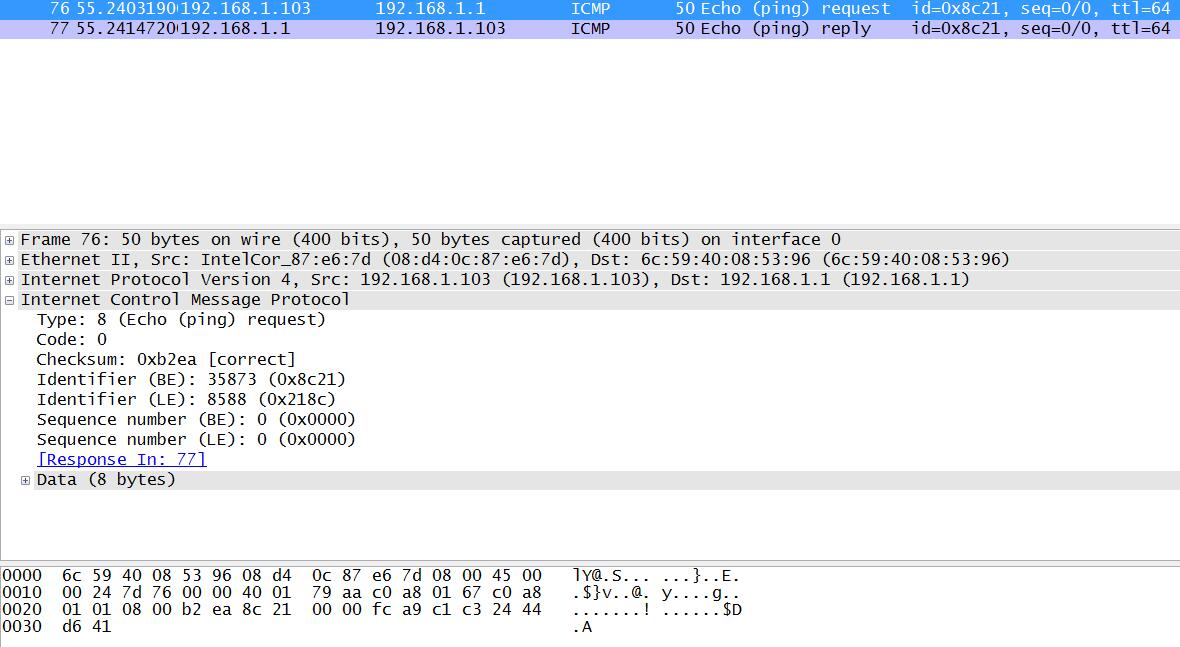 76 55.2403190 192.168.1.103 192.168.1.1 ICMP 50 Echo (ping) request id=0x8c21, seq=0/0, ttl=64
77 55.2414720 192.168.1.1 192.168.1.103 ICMP 50 Echo (ping) reply id=0x8c21, seq=0/0, ttl=64
Frame 76: 50 bytes on wire (400 bits), 50 bytes captured (400 bits) on interface 0
Ethernet II, Src: IntelCor_87:e6:7d (08:d4:0c:87:e6:7d), Dst: 6c:59:40:08:53:96 (6c:59:40:08:53:96)
Internet Protocol Version 4, Src: 192.168.1.103 (192.168.1.103), Dst: 192.168.1.1 (192.168.1.1)
Internet Control Message Protocol
Type: 8 (Echo (ping) request)
Code: 0
Checksum: 0xb2ea [correct]
Identifier (BE): 35873 (0x8c21)
Identifier (LE): 8588 (0x218c)
Sequence number (BE): 0 (0x0000)
Sequence number (LE): 0 (0x0000)
[Response In: 77]
Data (8 bytes)
0000 6c 59 40 08 53 96 08 d4 0c 87 e6 7d 08 00 45 00 lY@.S... ...}..E.
0010 00 24 7d 76 00 00 40 01 79 aa c0 a8 01 67 c0 a8 .$}v..@. y....g..
0020 01 01 08 00 b2 ea 8c 21 00 00 fc a9 c1 c3 24 44 .......! ......$D
0030 d6 41 .A